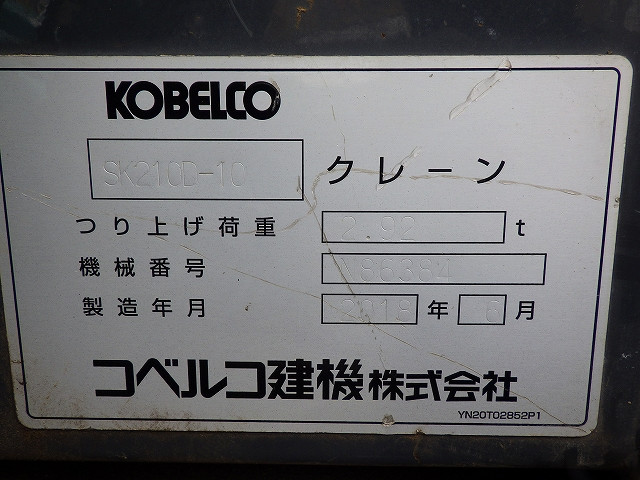 KOBELCO
SK210D-10 クレーン
つり上げ荷重 2.92 t
機械番号
製造年月 2018 年 6 月
コベルコ建機株式会社
YN20T02852P1